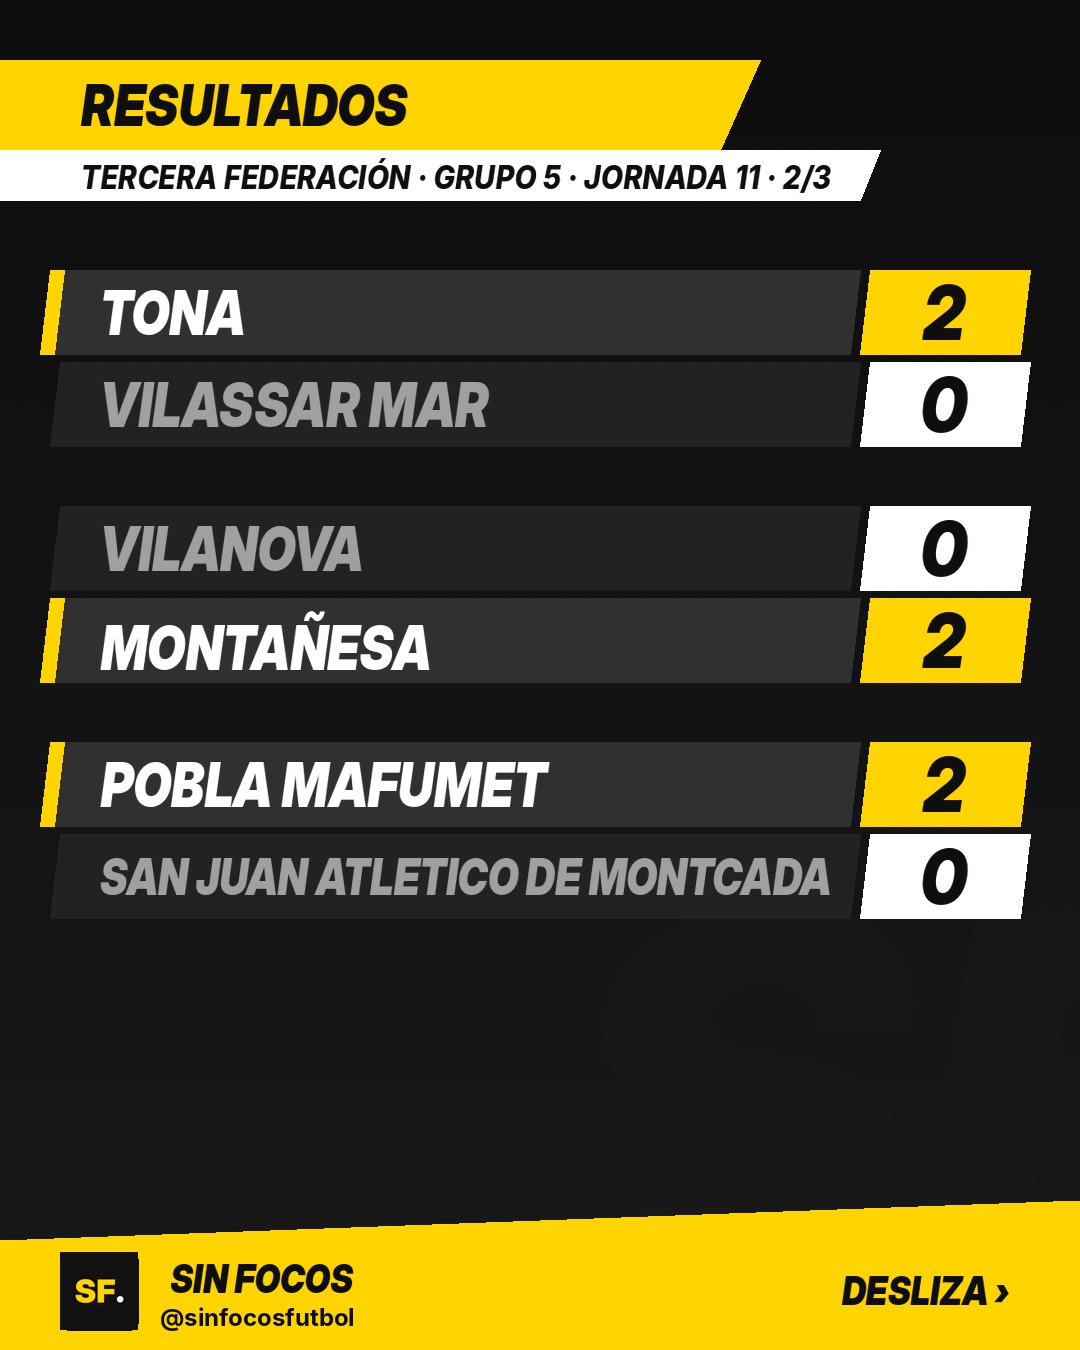 RESULTADOS
TERCERA FEDERACIÓN · GRUPO 5 · JORNADA 11 · 2/3
TONA 2
VILASSAR MAR 0
VILANOVA 0
MONTAÑESA 2
POBLA MAFUMET 2
SAN JUAN ATLETICO DE MONTCADA 0
SF
SF.
SIN FOCOS
@sinfocosfutbol
DESLIZA ›